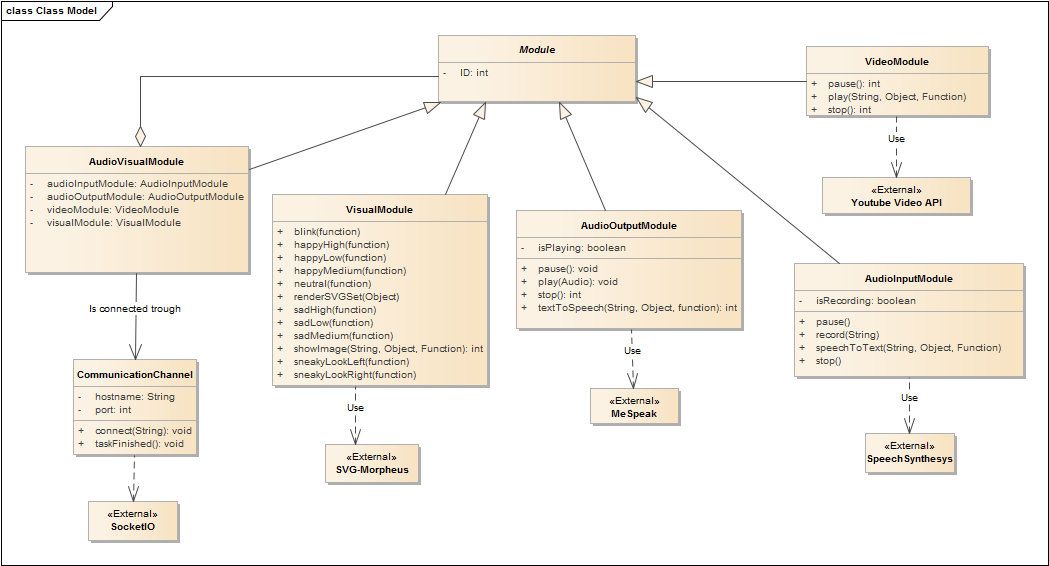 class Class Model
Module
- ID: int
VideoModule
+ pause(): int
+ play(String, Object, Function)
+ stop(): int
Use
«External»
Youtube Video API
AudioVisualModule
- audioInputModule: AudioInputModule
- audioOutputModule: AudioOutputModule
- videoModule: VideoModule
- visualModule: VisualModule
Is connected trough
CommunicationChannel
- hostname: String
- port: int
+ connect(String): void
+ taskFinished(): void
«External»
SocketIO
VisualModule
+ blink(function)
+ happyHigh(function)
+ happyLow(function)
+ happyMedium(function)
+ neutral(function)
+ renderSVGSet(Object)
+ sadHigh(function)
+ sadLow(function)
+ sadMedium(function)
+ showImage(String, Object, Function): int
+ sneakyLookLeft(function)
+ sneakyLookRight(function)
Use
«External»
SVG-Morpheus
AudioOutputModule
- isPlaying: boolean
+ pause(): void
+ play(Audio): void
+ stop(): int
+ textToSpeech(String, Object, function): int
Use
«External»
MeSpeak
AudioInputModule
- isRecording: boolean
+ pause()
+ record(String)
+ speechToText(String, Object, Function)
+ stop()
Use
«External»
SpeechSynthesys